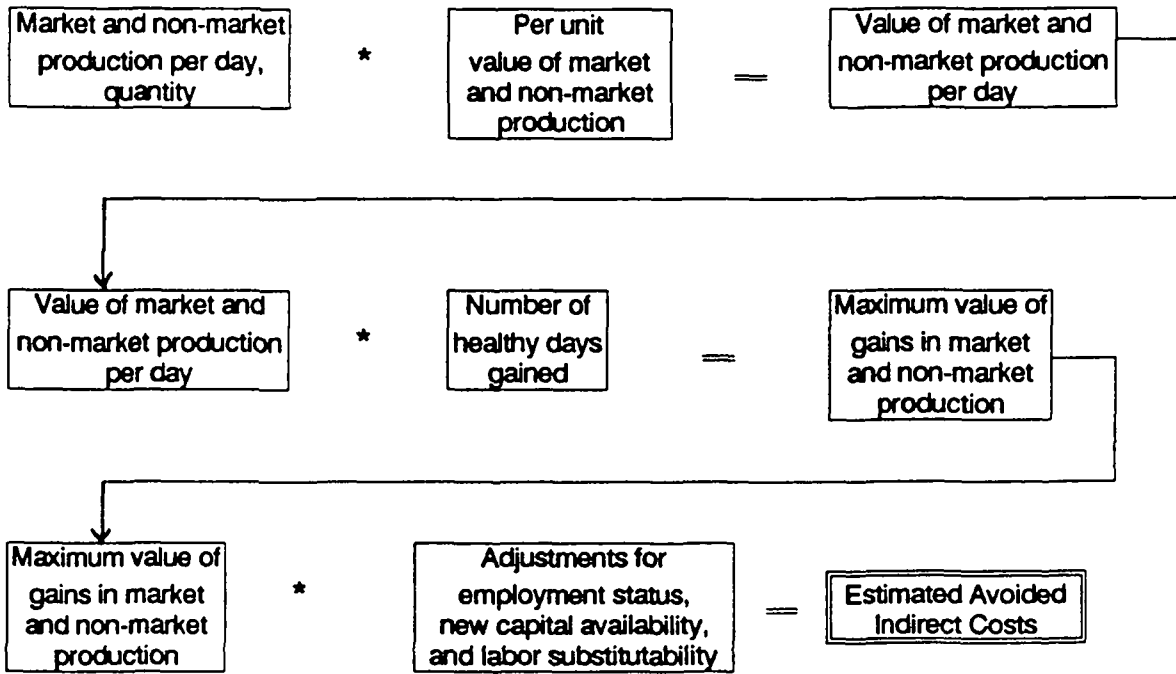 Market and non-market
production per day,
quantity
*
Per unit
value of market
and non-market
production
=
Value of market and
non-market production
per day
Value of market and
non-market production
per day
*
Number of
healthy days
gained
=
Maximum value of
gains in market
and non-market
production
Maximum value of
gains in market
and non-market
production
*
Adjustments for
employment status,
new capital availability,
and labor substitutability
=
Estimated Avoided
Indirect Costs